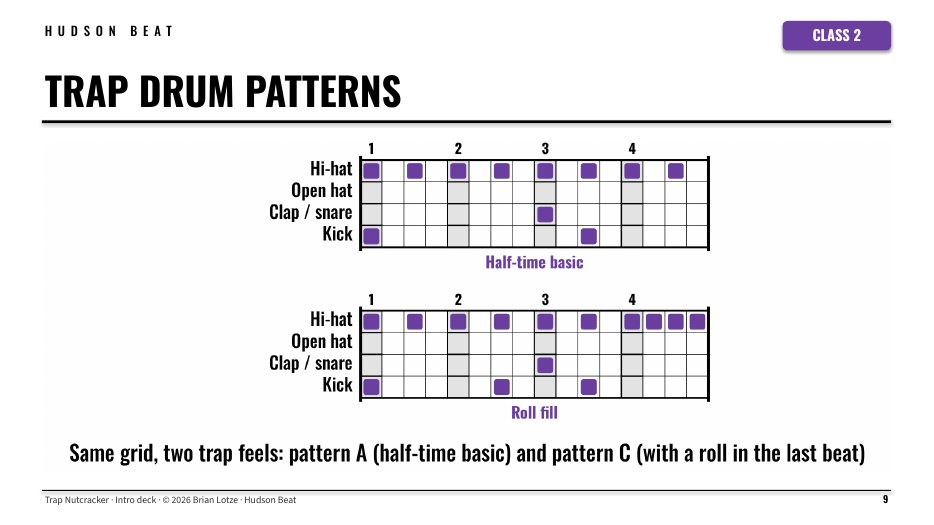 HUDSON BEAT
CLASS 2
TRAP DRUM PATTERNS
1 2 3 4
Hi-hat
Open hat
Clap / snare
Kick
Half-time basic
1 2 3 4
Hi-hat
Open hat
Clap / snare
Kick
Roll fill
Same grid, two trap feels: pattern A (half-time basic) and pattern C (with a roll in the last beat)
Trap Nutcracker · Intro deck · © 2026 Brian Lotze · Hudson Beat
9